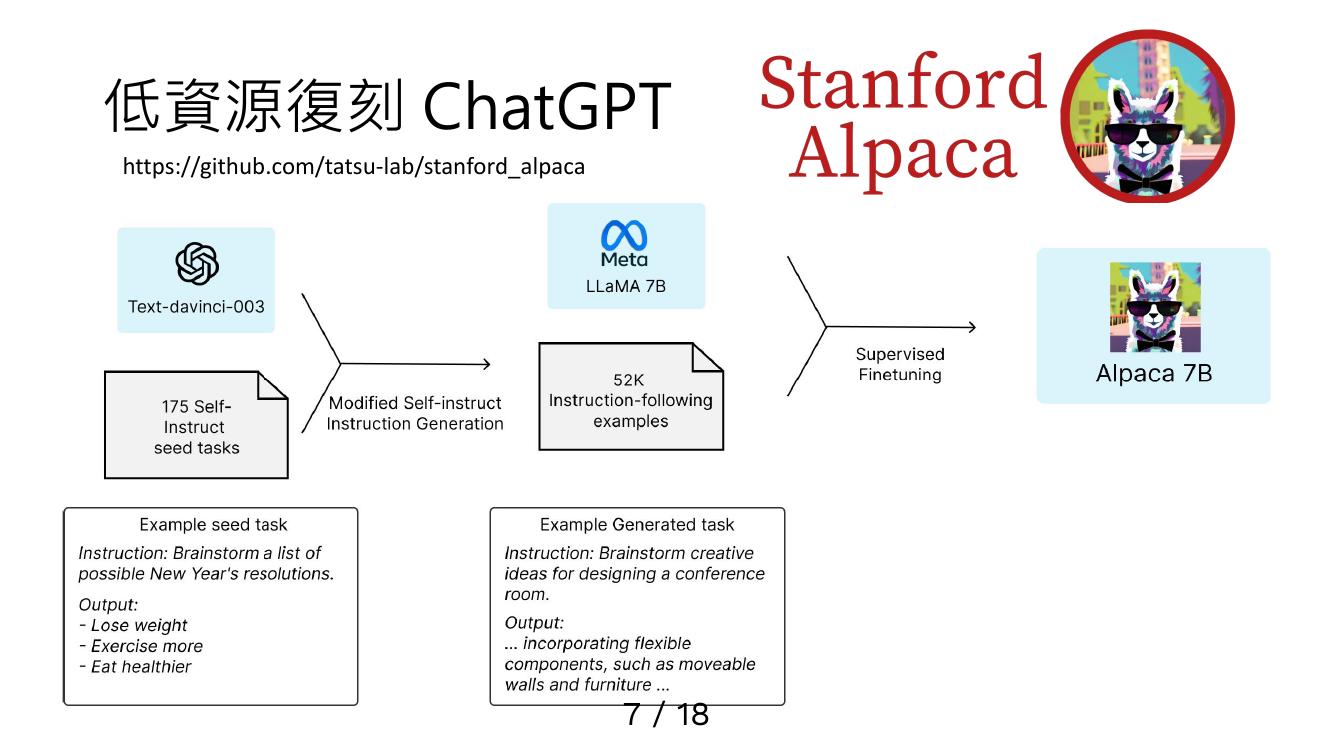 低資源復刻 ChatGPT
https://github.com/tatsu-lab/stanford_alpaca
Stanford
Alpaca
Text-davinci-003
175 Self-
Instruct
seed tasks
Modified Self-instruct
Instruction Generation
Meta
LLaMA 7B
52K
Instruction-following
examples
Supervised
Finetuning
Alpaca 7B
Example seed task
Instruction: Brainstorm a list of
possible New Year's resolutions.
Output:
- Lose weight
- Exercise more
- Eat healthier
Example Generated task
Instruction: Brainstorm creative
ideas for designing a conference
room.
Output:
... incorporating flexible
components, such as moveable
walls and furniture ...
7 / 18